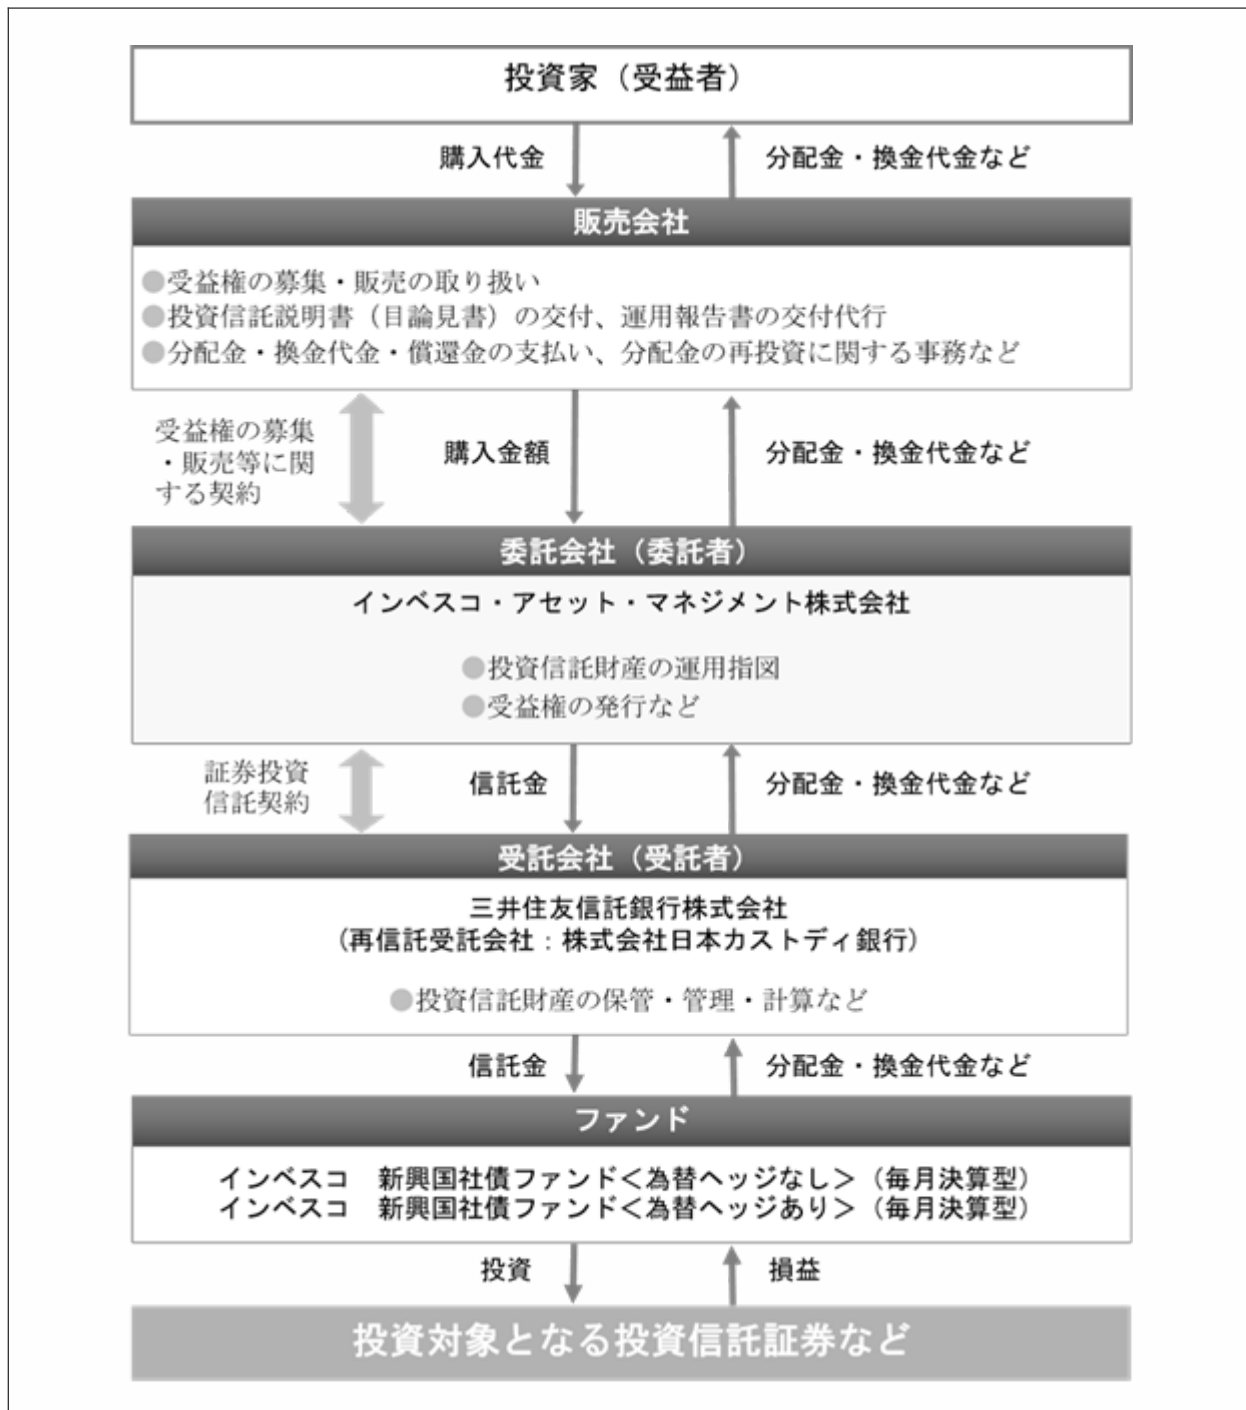 投資家（受益者）
購入代金
分配金・換金代金など
販売会社
●受益権の募集・販売の取り扱い
●投資信託説明書（目論見書）の交付、運用報告書の交付代行
●分配金・換金代金・償還金の支払い、分配金の再投資に関する事務など
受益権の募集
・販売等に関
する契約
購入金額
分配金・換金代金など
委託会社（委託者）
インベスコ・アセット・マネジメント株式会社
●投資信託財産の運用指図
●受益権の発行など
証券投資
信託契約
信託金
分配金・換金代金など
受託会社（受託者）
三井住友信託銀行株式会社
（再信託受託会社：株式会社日本カストディ銀行）
●投資信託財産の保管・管理・計算など
信託金
分配金・換金代金など
ファンド
インベスコ　新興国社債ファンド＜為替ヘッジなし＞（毎月決算型）
インベスコ　新興国社債ファンド＜為替ヘッジあり＞（毎月決算型）
投資
損益
投資対象となる投資信託証券など